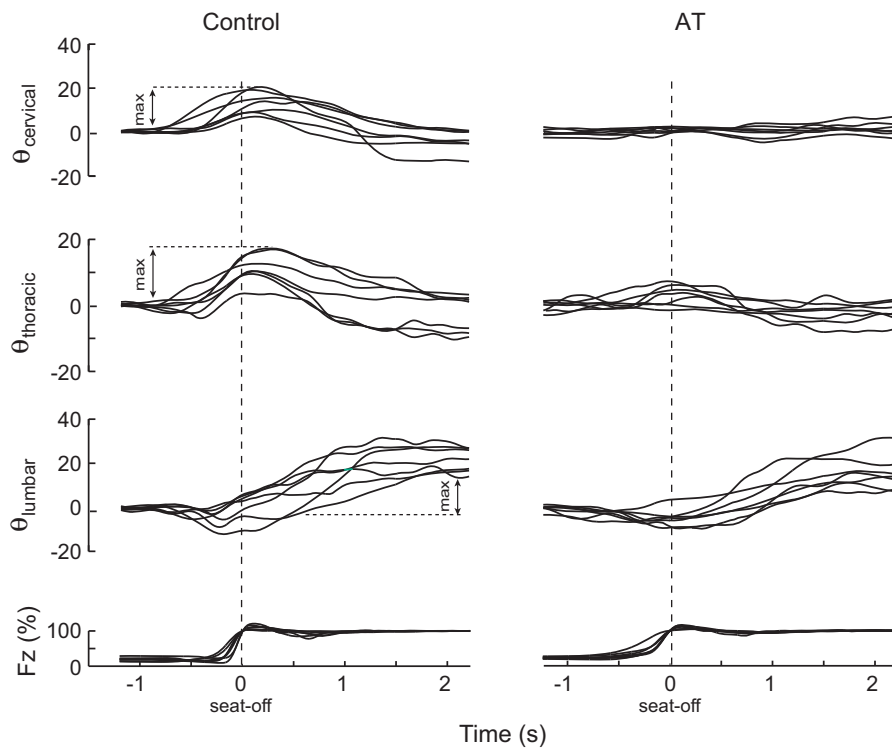 Control
AT
θcervical
40
20
0
-20
max
θthoracic
20
0
-20
max
θlumbar
40
20
0
-20
max
Fz (%)
100
0
-1
0
1
2
seat-off
-1
0
1
2
seat-off
Time (s)